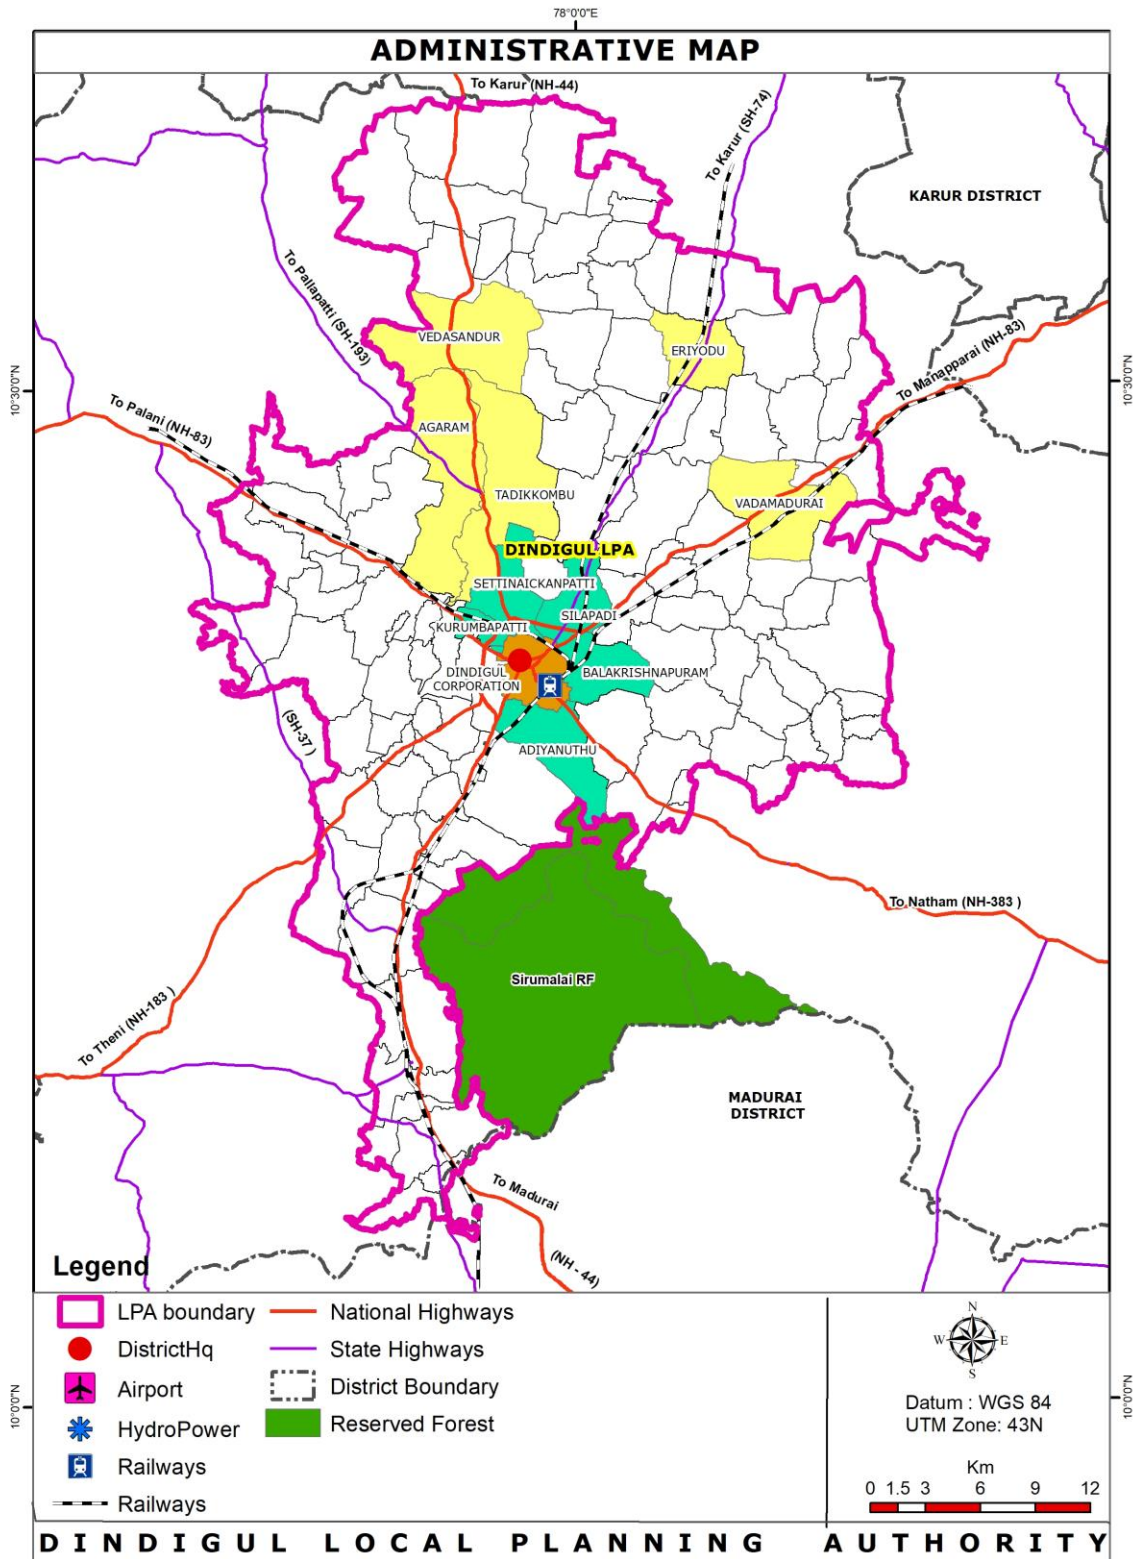 78°0'0"E
ADMINISTRATIVE MAP
To Karur (NH-44)
To Karur (SH-74)
KARUR DISTRICT
To Pallapatti (SH-193)
VEDASANDUR
ERIYODU
To Manapparai (NH-83)
10°30'0"N
10°30'0"N
To Palani (NH-83)
AGARAM
TADIKKOMBU
VADAMADURAI
DINDIGUL LPA
SETTINAICKANPATTI
SILAPADI
KURUMBAPATTI
DINDIGUL
CORPORATION
BALAKRISHNAPURAM
(SH-37 )
ADIYANUTHU
To Natham (NH-383 )
Sirumalai RF
To Theni (NH-183 )
MADURAI
DISTRICT
To Madurai
(NH - 44)
Legend
LPA boundary
National Highways
DistrictHq
State Highways
Airport
District Boundary
HydroPower
Reserved Forest
Railways
Railways
N
W
E
S
Datum : WGS 84
UTM Zone: 43N
10°0'0"N
10°0'0"N
Km
0 1.5 3 6 9 12
DINDIGUL LOCAL PLANNING AUTHORITY